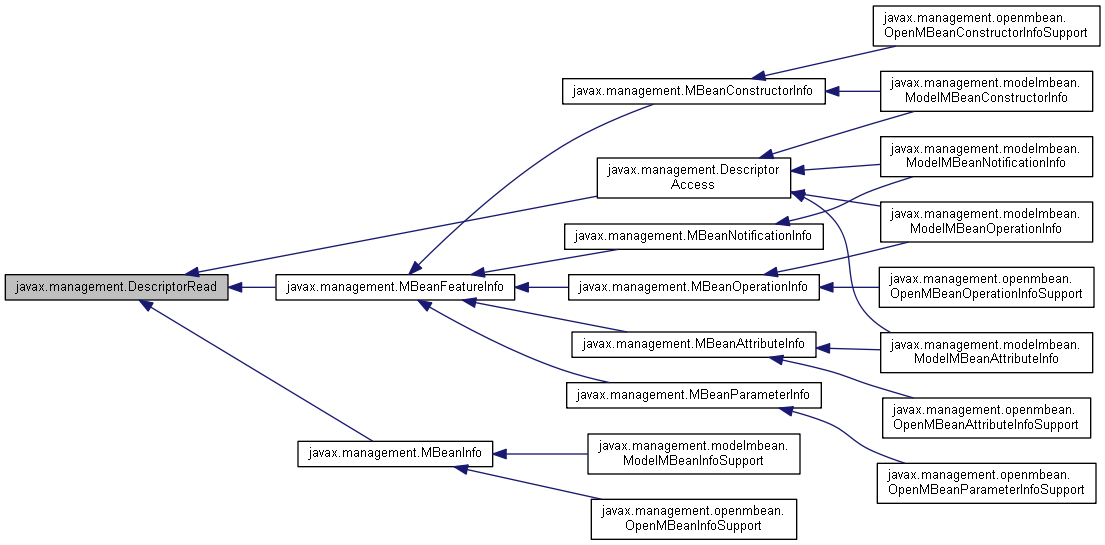 javax.management.openmbean.
OpenMBeanConstructorInfoSupport
javax.management.MBeanConstructorInfo
javax.management.modelmbean.
ModelMBeanConstructorInfo
javax.management.Descriptor
Access
javax.management.modelmbean.
ModelMBeanNotificationInfo
javax.management.MBeanNotificationInfo
javax.management.modelmbean.
ModelMBeanOperationInfo
javax.management.DescriptorRead
javax.management.MBeanFeatureInfo
javax.management.MBeanOperationInfo
javax.management.openmbean.
OpenMBeanOperationInfoSupport
javax.management.MBeanAttributeInfo
javax.management.modelmbean.
ModelMBeanAttributeInfo
javax.management.MBeanParameterInfo
javax.management.openmbean.
OpenMBeanAttributeInfoSupport
javax.management.MBeanInfo
javax.management.modelmbean.
ModelMBeanInfoSupport
javax.management.openmbean.
OpenMBeanParameterInfoSupport
javax.management.openmbean.
OpenMBeanInfoSupport